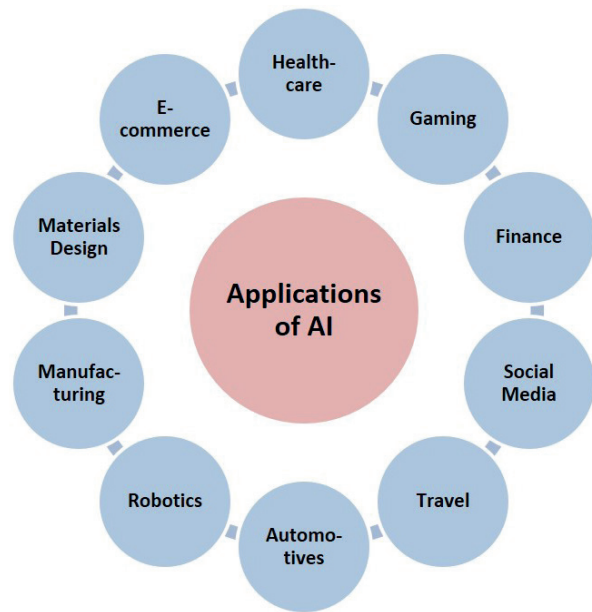 Health-
care
Gaming
Finance
Social
Media
Travel
Automo-
tives
Robotics
Manufac-
turing
Materials
Design
E-
commerce
Applications
of AI